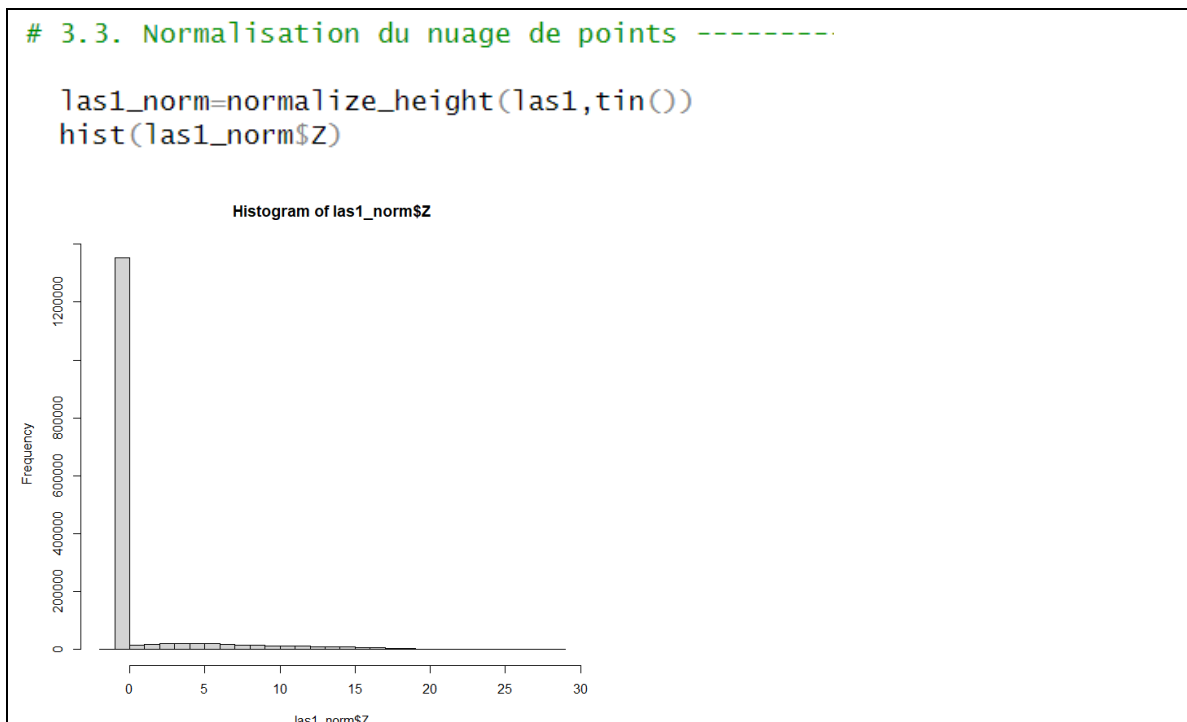 # 3.3. Normalisation du nuage de points ---------
las1_norm=normalize_height(las1,tin())
hist(las1_norm$Z)
Histogram of las1_norm$Z
Frequency
1200000
800000
600000
400000
200000
0
0 5 10 15 20 25 30
las1_norm$Z